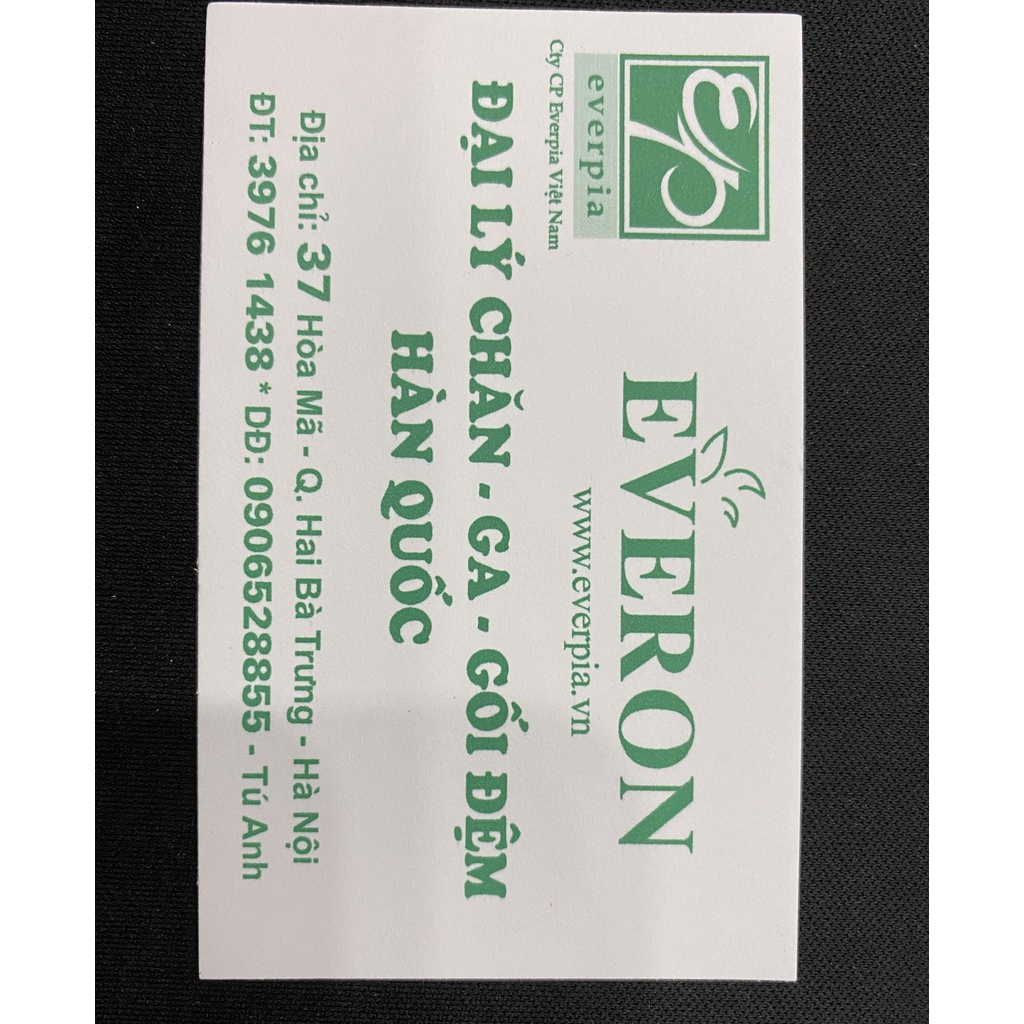 everpia
Cty CP Everpia Việt Nam
EVERON
www.everpia.vn
ĐẠI LÝ CHĂN - GA - GỐI ĐỆM
HÀN QUỐC
Địa chỉ: 37 Hòa Mã - Q. Hai Bà Trưng - Hà Nội
ĐT: 3976 1438 * DĐ: 0906528855 - Tú Anh